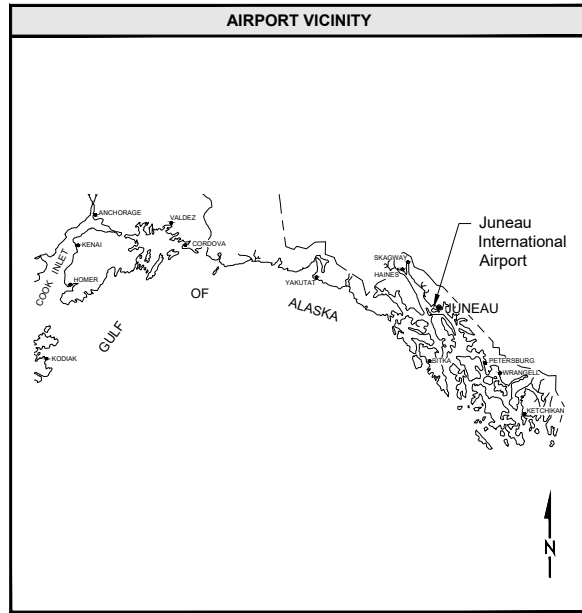 AIRPORT VICINITY
ANCHORAGE
VALDEZ
KENAI
CORDOVA
COOK INLET
HOMER
KODIAK
GULF
OF
ALASKA
YAKUTAT
SKAGWAY
HAINES
Juneau
International
Airport
JUNEAU
SITKA
PETERSBURG
WRANGELL
KETCHIKAN
N